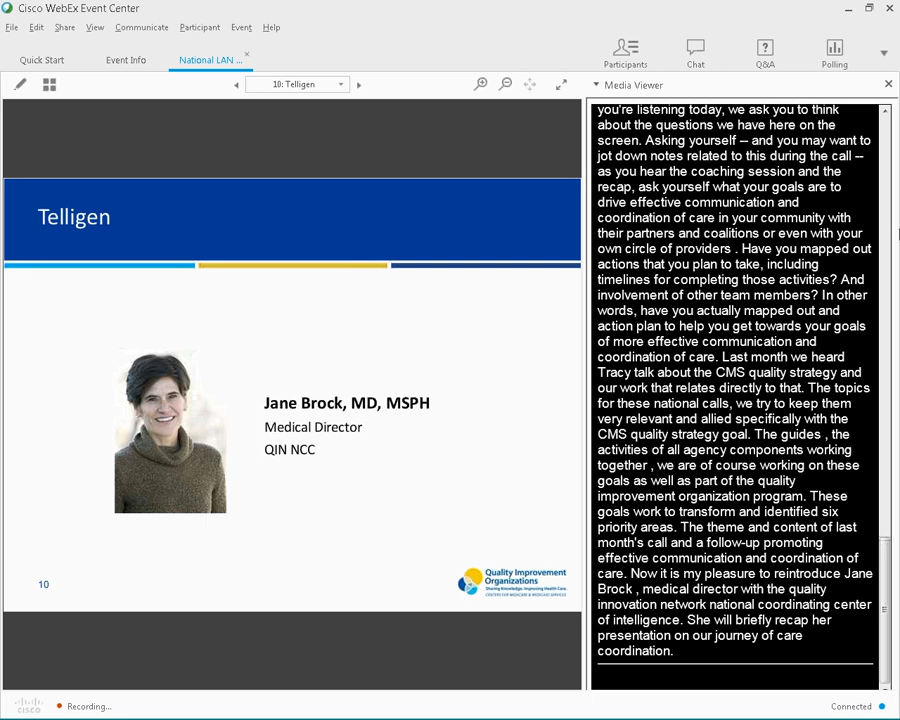 Cisco WebEx Event Center
File Edit Share View Communicate Participant Event Help
Quick Start Event Info National LAN ...
Participants Chat Q&A Polling
10: Telligen
Media Viewer
Telligen
Jane Brock, MD, MSPH
Medical Director
QIN NCC
10
Quality Improvement
Organizations
Sharing Knowledge. Improving Health Care.
CENTERS FOR MEDICARE & MEDICAID SERVICES
you're listening today, we ask you to think
about the questions we have here on the
screen. Asking yourself -- and you may want to
jot down notes related to this during the call --
as you hear the coaching session and the
recap, ask yourself what your goals are to
drive effective communication and
coordination of care in your community with
their partners and coalitions or even with your
own circle of providers . Have you mapped out
actions that you plan to take, including
timelines for completing those activities? And
involvement of other team members? In other
words, have you actually mapped out and
action plan to help you get towards your goals
of more effective communication and
coordination of care. Last month we heard
Tracy talk about the CMS quality strategy and
our work that relates directly to that. The topics
for these national calls, we try to keep them
very relevant and allied specifically with the
CMS quality strategy goal. The guides , the
activities of all agency components working
together , we are of course working on these
goals as well as part of the quality
improvement organization program. These
goals work to transform and identified six
priority areas. The theme and content of last
month's call and a follow-up promoting
effective communication and coordination of
care. Now it is my pleasure to reintroduce Jane
Brock , medical director with the quality
innovation network national coordinating center
of intelligence. She will briefly recap her
presentation on our journey of care
coordination.
cisco
Recording...
Connected